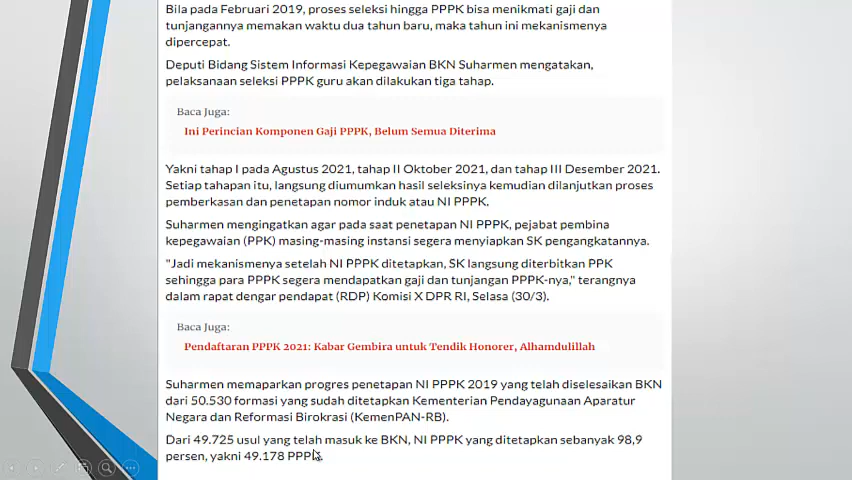 Bila pada Februari 2019, proses seleksi hingga PPPK bisa menikmati gaji dan
tunjangannya memakan waktu dua tahun baru, maka tahun ini mekanismenya
dipercepat.
Deputi Bidang Sistem Informasi Kepegawaian BKN Suharmen mengatakan,
pelaksanaan seleksi PPPK guru akan dilakukan tiga tahap.
Baca Juga:
Ini Perincian Komponen Gaji PPPK, Belum Semua Diterima
Yakni tahap I pada Agustus 2021, tahap II Oktober 2021, dan tahap III Desember 2021.
Setiap tahapan itu, langsung diumumkan hasil seleksinya kemudian dilanjutkan proses
pemberkasan dan penetapan nomor induk atau NI PPPK.
Suharmen mengingatkan agar pada saat penetapan NI PPPK, pejabat pembina
kepegawaian (PPK) masing-masing instansi segera menyiapkan SK pengangkatannya.
"Jadi mekanismenya setelah NI PPPK ditetapkan, SK langsung diterbitkan PPK
sehingga para PPPK segera mendapatkan gaji dan tunjangan PPPK-nya," terangnya
dalam rapat dengar pendapat (RDP) Komisi X DPR RI, Selasa (30/3).
Baca Juga:
Pendaftaran PPPK 2021: Kabar Gembira untuk Tendik Honorer, Alhamdulillah
Suharmen memaparkan progres penetapan NI PPPK 2019 yang telah diselesaikan BKN
dari 50.530 formasi yang sudah ditetapkan Kementerian Pendayagunaan Aparatur
Negara dan Reformasi Birokrasi (KemenPAN-RB).
Dari 49.725 usul yang telah masuk ke BKN, NI PPPK yang ditetapkan sebanyak 98,9
persen, yakni 49.178 PPPK.